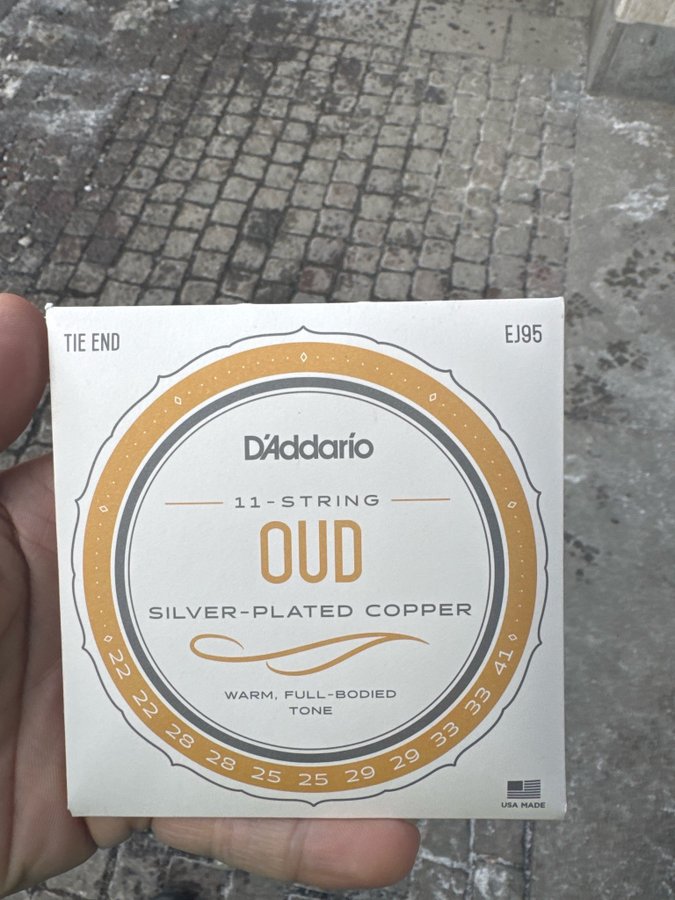 TIE END
EJ95
D'Addario
11-STRING
OUD
SILVER-PLATED COPPER
WARM, FULL-BODIED
TONE
22 22 28 28 25 25 29 29 33 33 41
USA MADE